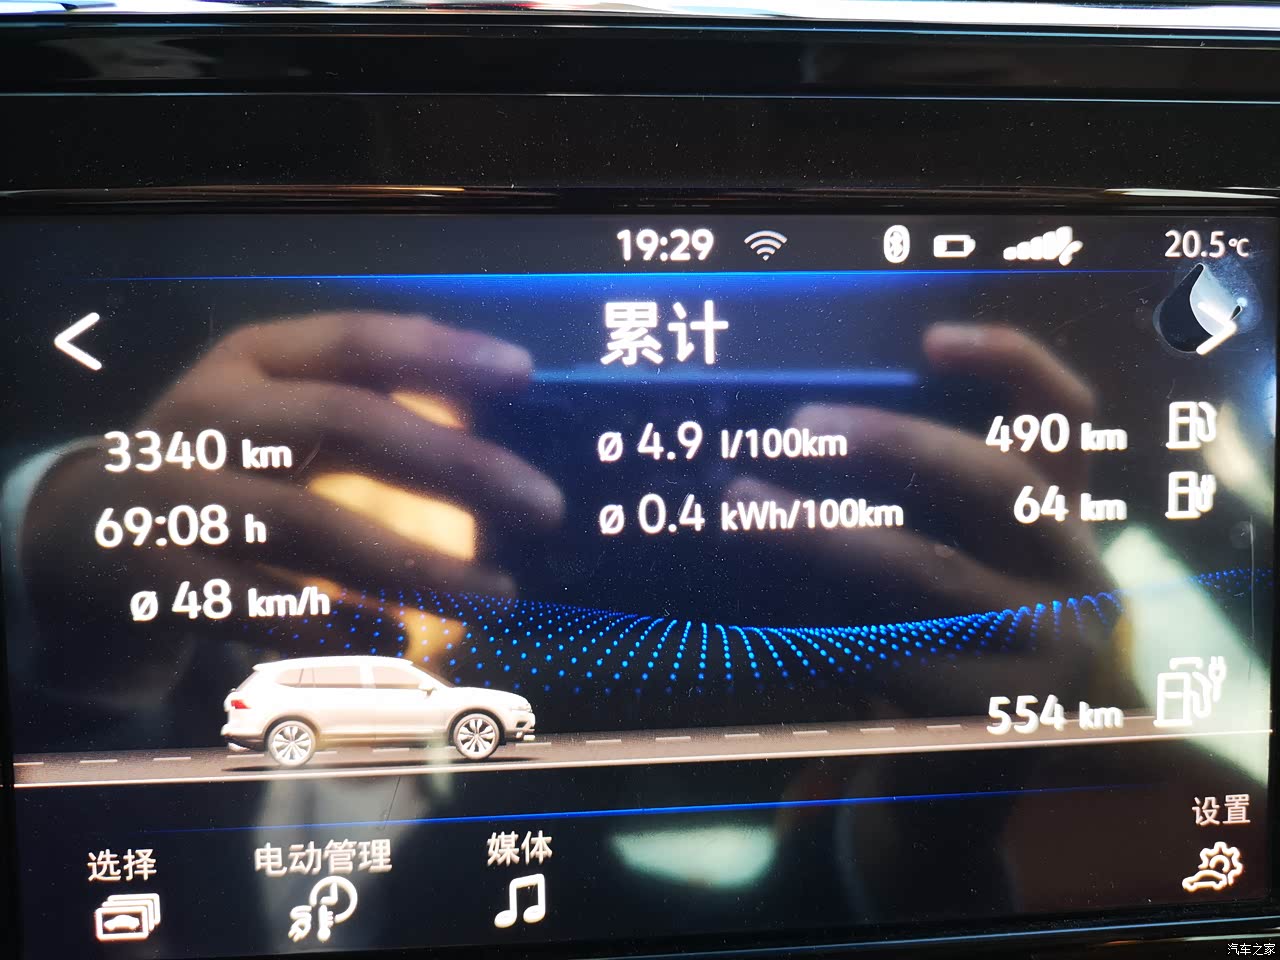 19:29
20.5°C
累计
3340 km
ø 4.9 l/100km
490 km
69:08 h
ø 0.4 kWh/100km
64 km
ø 48 km/h
554 km
选择
电动管理
媒体
设置
汽车之家